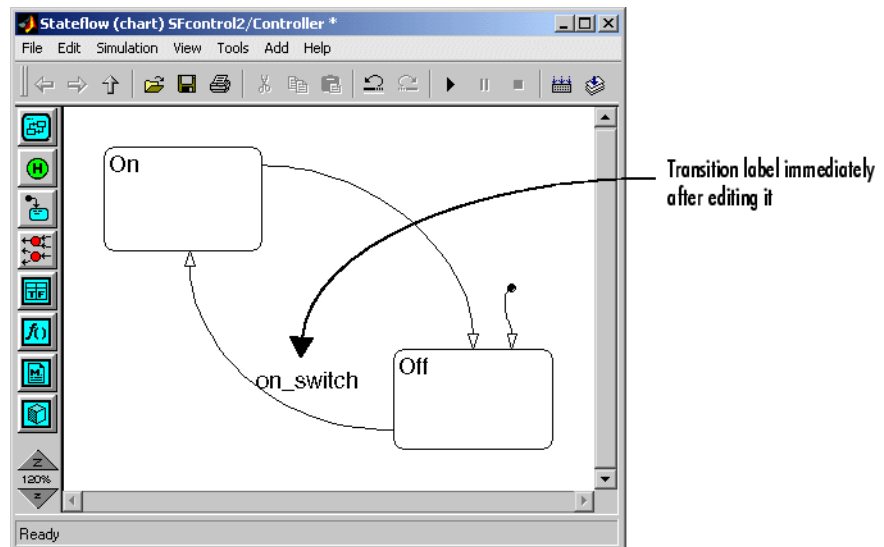 Stateflow (chart) SFcontrol2/Controller *
File Edit Simulation View Tools Add Help
On
Transition label immediately
after editing it
H
Off
on_switch
TF
f()
M
Z
120%
Z
Ready